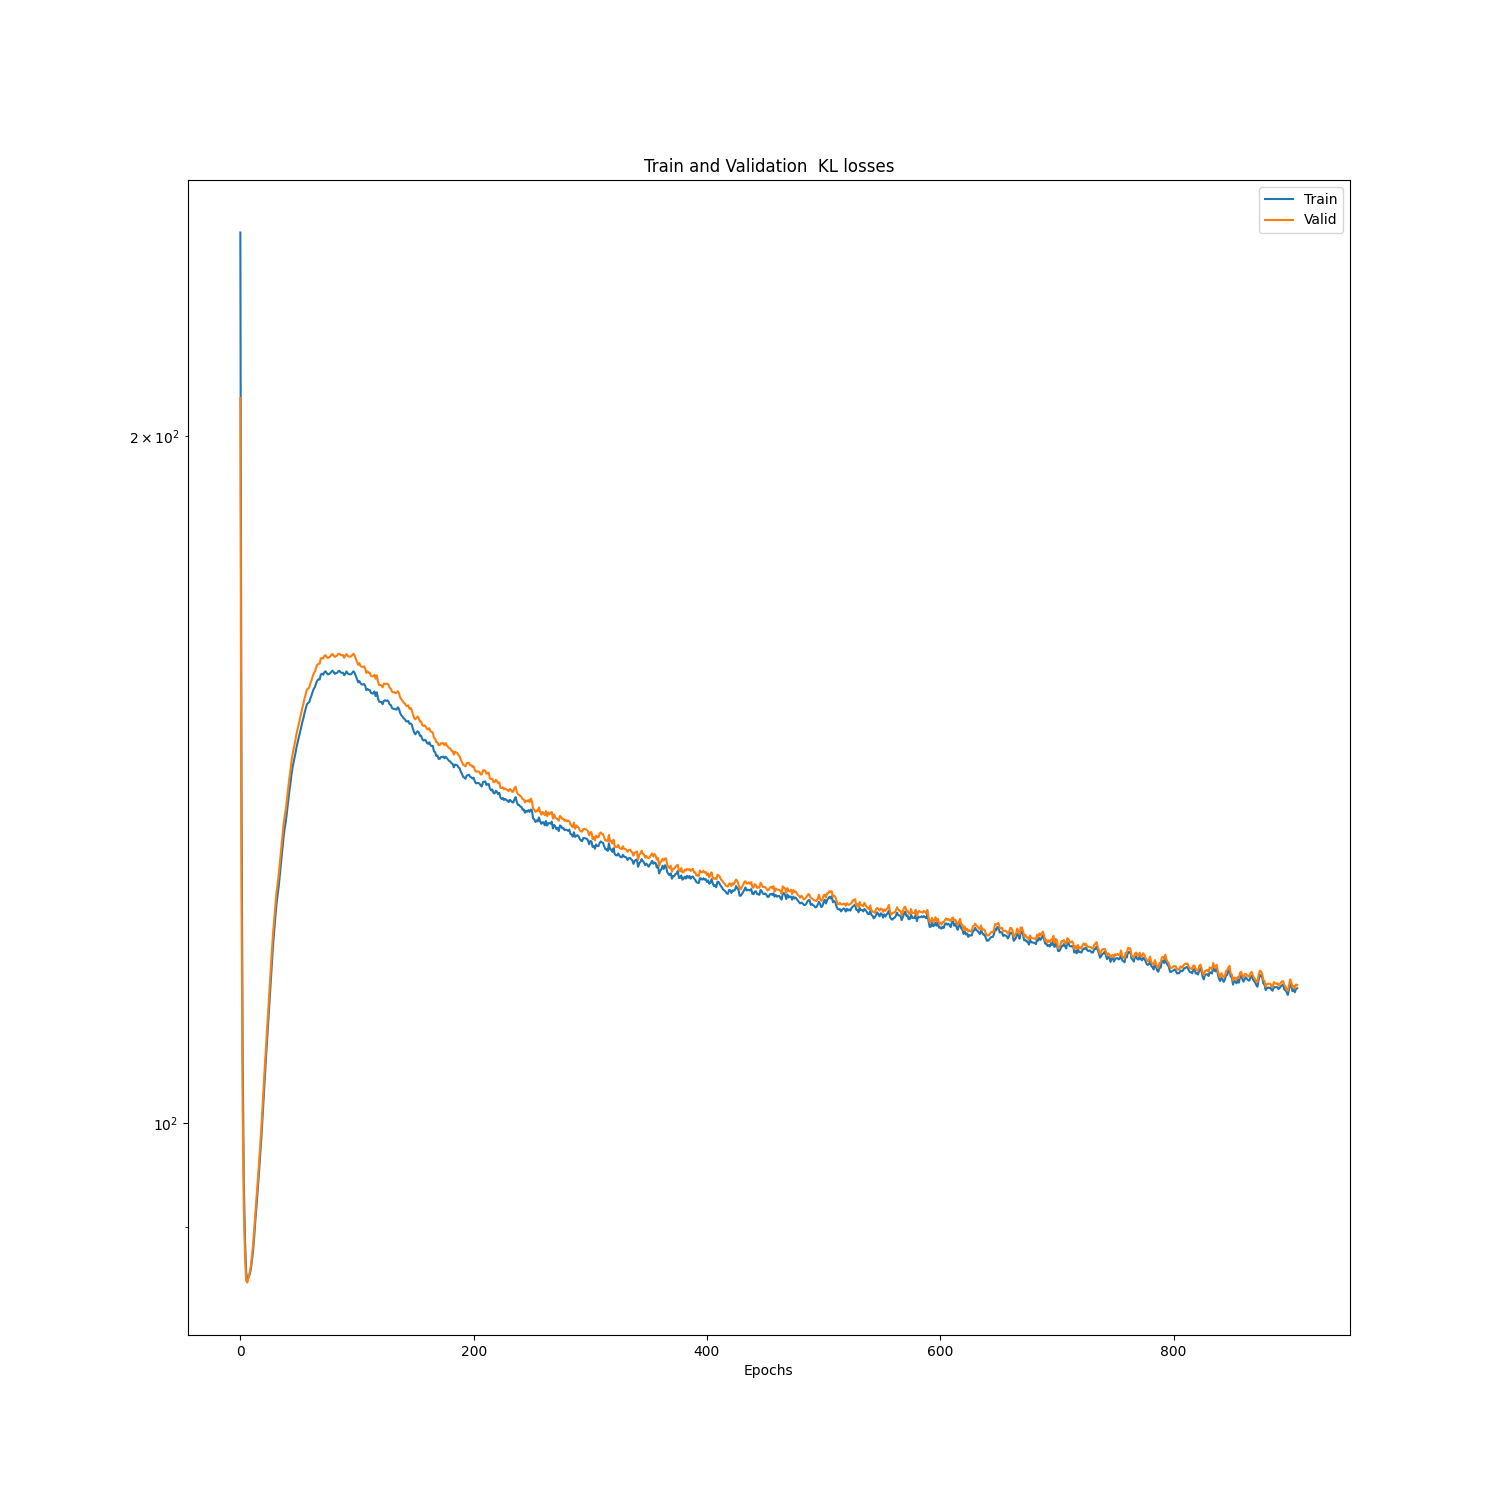 Train and Validation  KL losses
Train
Valid
2 × 10²
10²
0 200 400 600 800
Epochs